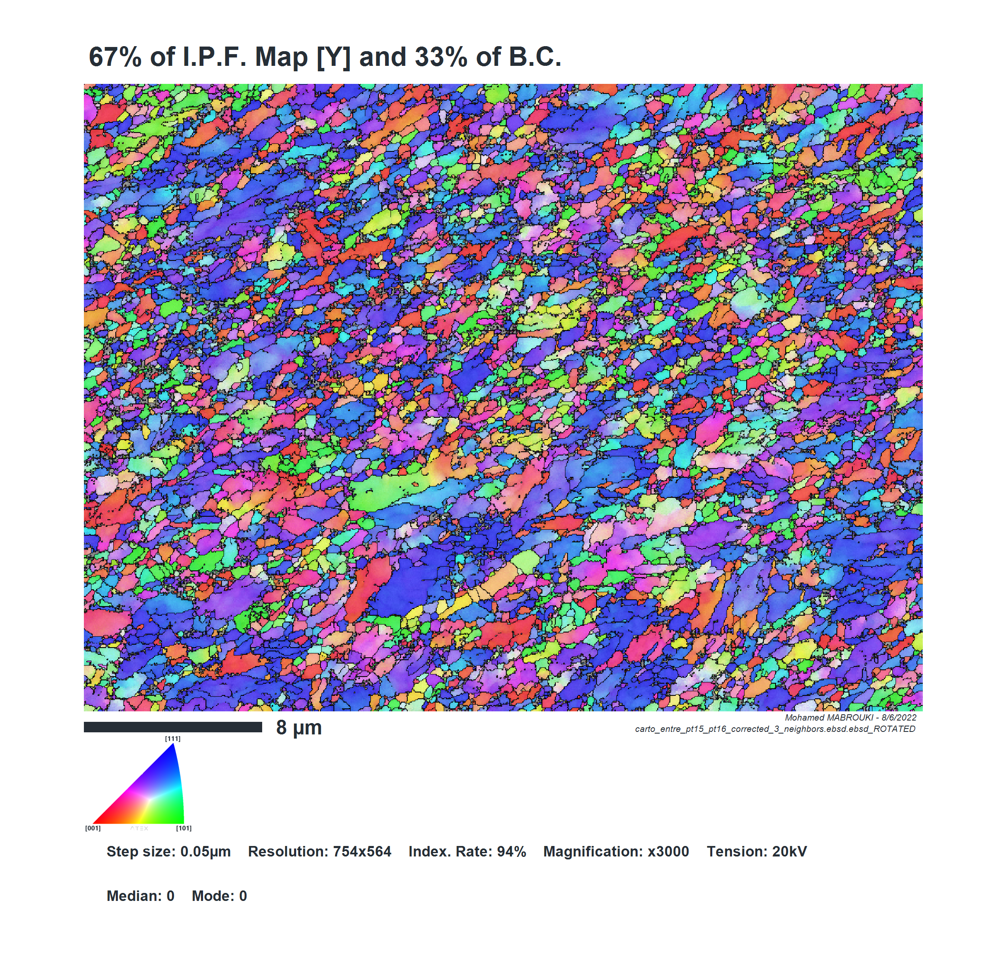 67% of I.P.F. Map [Y] and 33% of B.C.
Mohamed MABROUKI - 8/6/2022
8 µm
carto_entre_pt15_pt16_corrected_3_neighbors.ebsd.ebsd_ROTATED
[111]
[001] ATEX [101]
Step size: 0.05µm Resolution: 754x564 Index. Rate: 94% Magnification: x3000 Tension: 20kV
Median: 0 Mode: 0